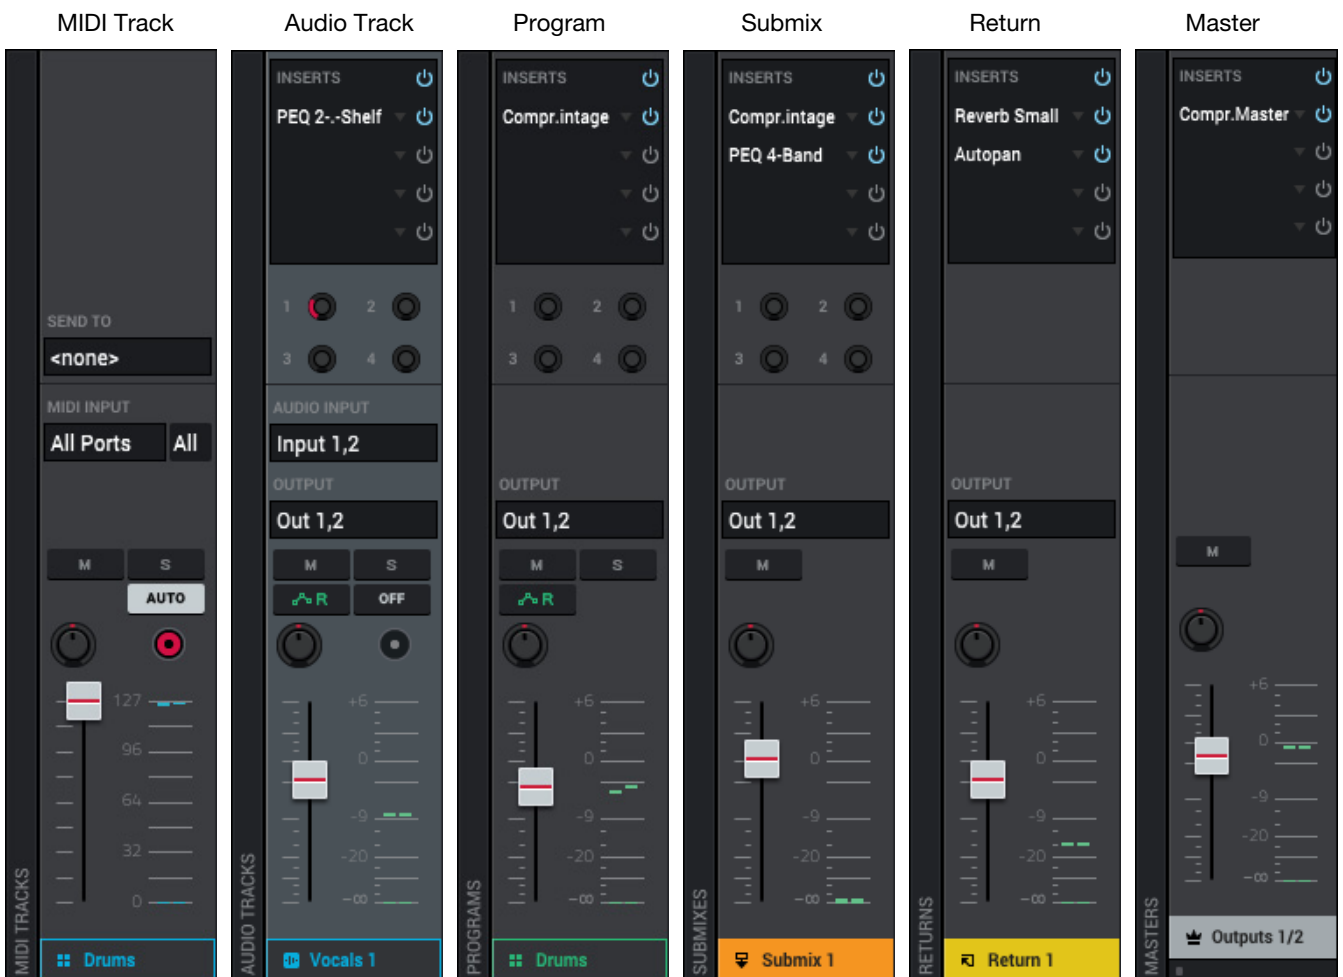 MIDI Track
SEND TO
<none>
MIDI INPUT
All Ports All
M S
AUTO
127
96
64
32
0
MIDI TRACKS
Drums
Audio Track
INSERTS
PEQ 2-.-Shelf
1 2
3 4
AUDIO INPUT
Input 1,2
OUTPUT
Out 1,2
M S
R OFF
+6
0
-9
-20
-∞
AUDIO TRACKS
Vocals 1
Program
INSERTS
Compr.intage
1 2
3 4
OUTPUT
Out 1,2
M S
R
+6
0
-9
-20
-∞
PROGRAMS
Drums
Submix
INSERTS
Compr.intage
PEQ 4-Band
1 2
3 4
OUTPUT
Out 1,2
M
+6
0
-9
-20
-∞
SUBMIXES
Submix 1
Return
INSERTS
Reverb Small
Autopan
OUTPUT
Out 1,2
M
+6
0
-9
-20
-∞
RETURNS
Return 1
Master
INSERTS
Compr.Master
M
+6
0
-9
-20
-∞
MASTERS
Outputs 1/2